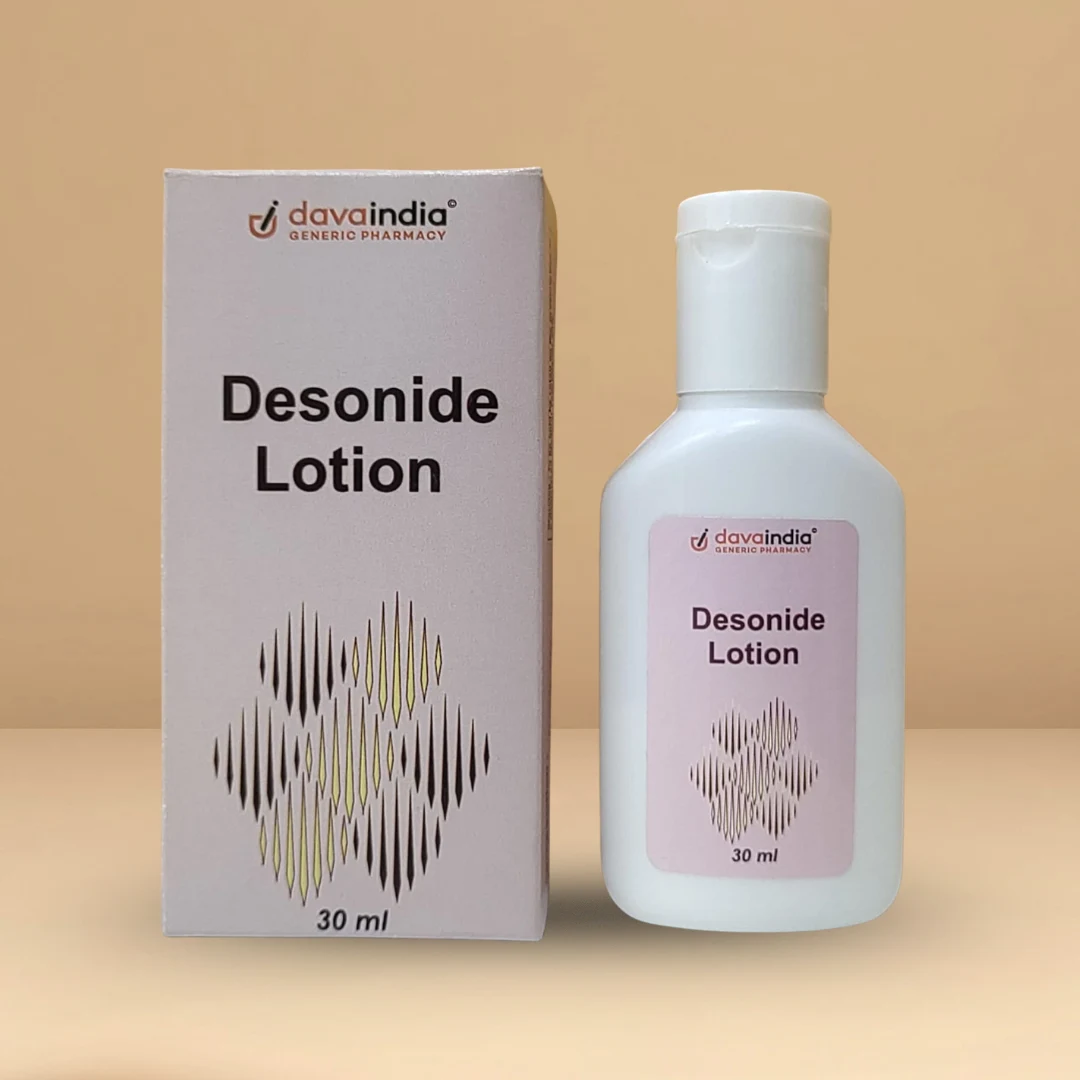 davaindia©
GENERIC PHARMACY
Desonide
Lotion
30 ml
davaindia©
GENERIC PHARMACY
Desonide
Lotion
30 ml